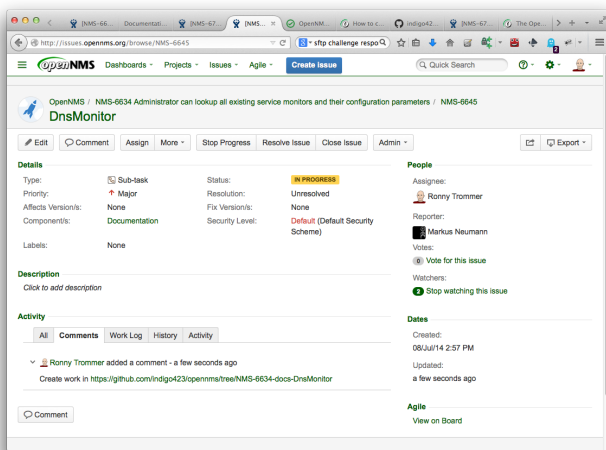 [NMS-66...
Documentati...
[NMS-67...
[NMS...
OpenNM...
How to c...
indigo42...
[NMS-67...
The Ope...
http://issues.opennms.org/browse/NMS-6645
sftp challenge respo
OpenNMS
Dashboards
Projects
Issues
Agile
Create Issue
Quick Search
OpenNMS / NMS-6634 Administrator can lookup all existing service monitors and their configuration parameters / NMS-6645
DnsMonitor
Edit
Comment
Assign
More
Stop Progress
Resolve Issue
Close Issue
Admin
Export
Details
Type: Sub-task
Status: IN PROGRESS
Priority: Major
Resolution: Unresolved
Affects Version/s: None
Fix Version/s: None
Component/s: Documentation
Security Level: Default (Default Security
Scheme)
Labels: None
People
Assignee:
Ronny Trommer
Reporter:
Markus Neumann
Votes:
0 Vote for this issue
Watchers:
2 Stop watching this issue
Description
Click to add description
Activity
All
Comments
Work Log
History
Activity
Ronny Trommer added a comment - a few seconds ago
Create work in https://github.com/indigo423/opennms/tree/NMS-6634-docs-DnsMonitor
Comment
Dates
Created:
08/Jul/14 2:57 PM
Updated:
a few seconds ago
Agile
View on Board